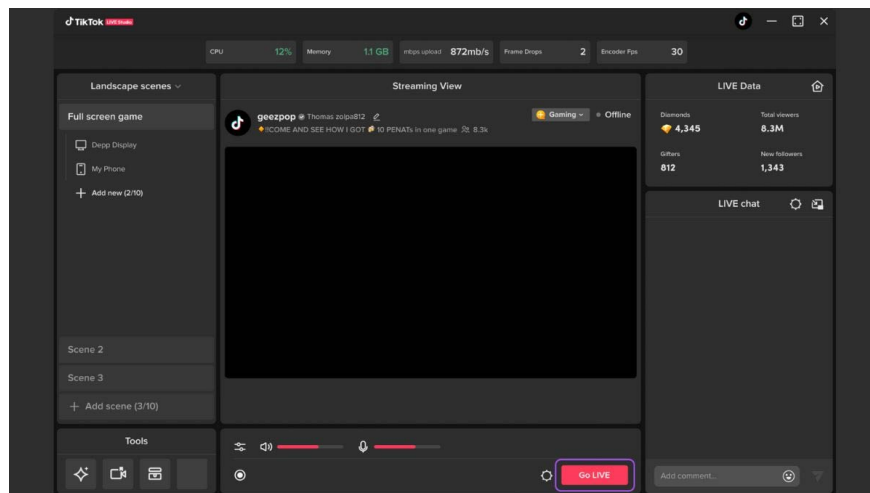 TikTok LIVE Studio
CPU 12% Memory 1.1 GB mbps upload 872mb/s Frame Drops 2 Encoder Fps 30
Landscape scenes
Full screen game
Depp Display
My Phone
Add new (2/10)
Scene 2
Scene 3
Add scene (3/10)
Tools
Streaming View
geezpop Thomas zolpa812
!!COME AND SEE HOW I GOT 10 PENATs in one game 8.3k
Gaming Offline
Go LIVE
LIVE Data
Diamonds Total viewers
4,345 8.3M
Gifters New followers
812 1,343
LIVE chat
Add comment...